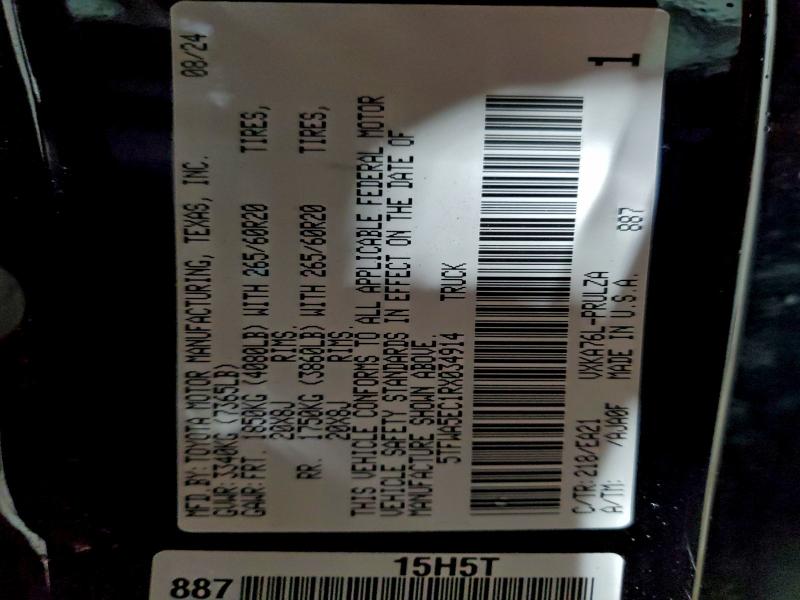 MFD. BY: TOYOTA MOTOR MANUFACTURING, TEXAS, INC. 08/24
GVWR: 3340KG (7365LB)
GAWR: FRT. 1850KG (4080LB) WITH 265/60R20 TIRES,
20X8J RIMS.
RR. 1750KG (3860LB) WITH 265/60R20 TIRES,
20X8J RIMS.
THIS VEHICLE CONFORMS TO ALL APPLICABLE FEDERAL MOTOR
VEHICLE SAFETY STANDARDS IN EFFECT ON THE DATE OF
MANUFACTURE SHOWN ABOVE
5TFWA5EC1RX034914 TRUCK
C/TR: 218/EA21 VXKA76L-PRULZA
A/TM: /AJA0F MADE IN U.S.A. 887
1
15H5T
887